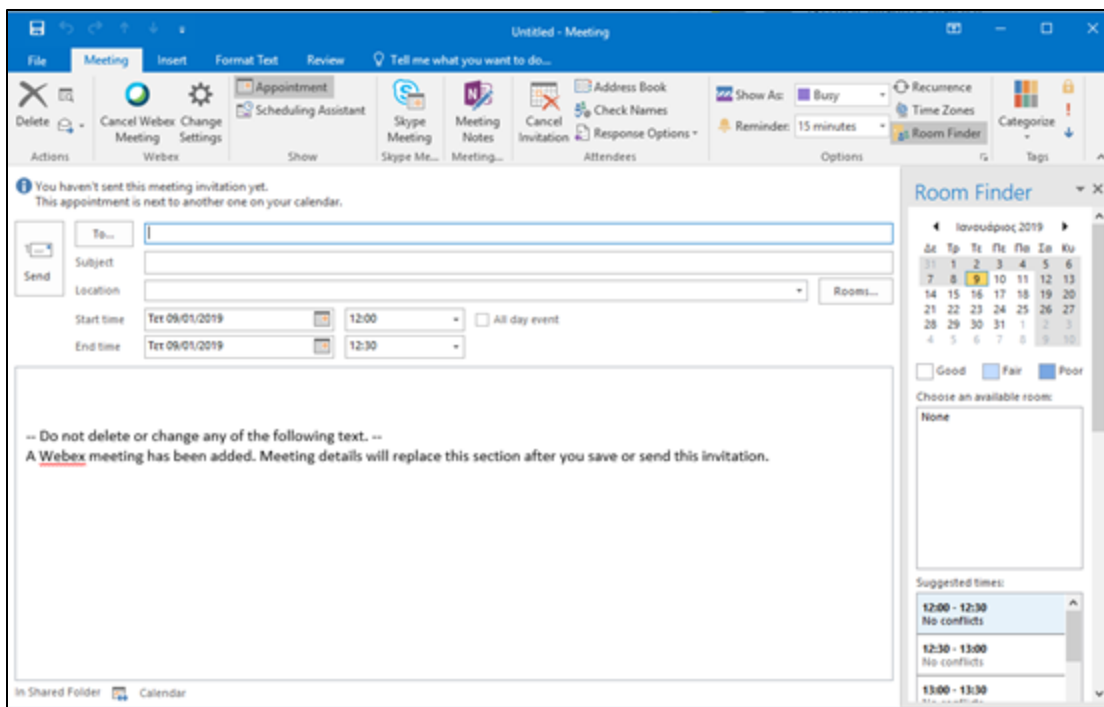 Untitled - Meeting
File Meeting Insert Format Text Review Tell me what you want to do...
Delete
Actions
Cancel Webex Meeting
Change Settings
Webex
Appointment
Scheduling Assistant
Show
Skype Meeting
Skype Me...
Meeting Notes
Meeting...
Cancel Invitation
Address Book
Check Names
Response Options
Attendees
Show As: Busy
Reminder: 15 minutes
Recurrence
Time Zones
Room Finder
Options
Categorize
Tags
You haven't sent this meeting invitation yet.
This appointment is next to another one on your calendar.
Send
To...
Subject
Location
Rooms...
Start time Τετ 09/01/2019 12:00 All day event
End time Τετ 09/01/2019 12:30
-- Do not delete or change any of the following text. --
A Webex meeting has been added. Meeting details will replace this section after you save or send this invitation.
In Shared Folder Calendar
Room Finder
Ιανουάριος 2019
Δε Τρ Τε Πε Πα Σα Κυ
31 1 2 3 4 5 6
7 8 9 10 11 12 13
14 15 16 17 18 19 20
21 22 23 24 25 26 27
28 29 30 31 1 2 3
4 5 6 7 8 9 10
Good Fair Poor
Choose an available room:
None
Suggested times:
12:00 - 12:30
No conflicts
12:30 - 13:00
No conflicts
13:00 - 13:30